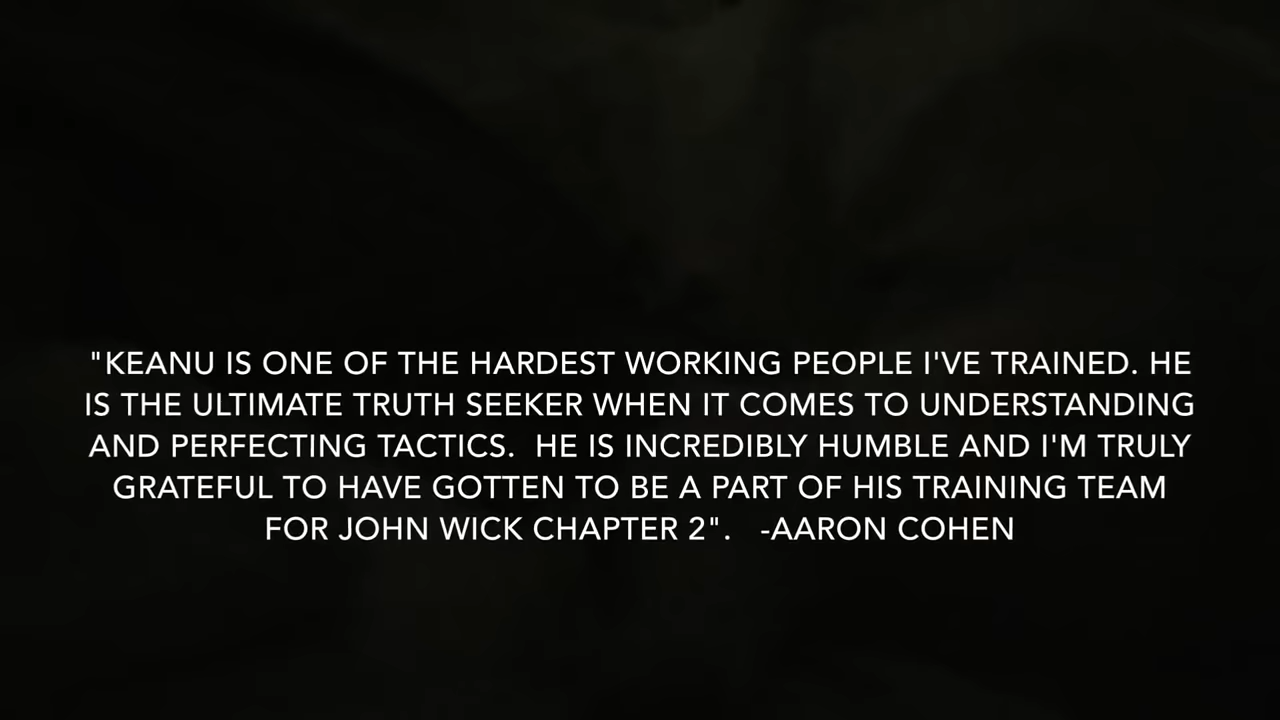 "KEANU IS ONE OF THE HARDEST WORKING PEOPLE I'VE TRAINED. HE
IS THE ULTIMATE TRUTH SEEKER WHEN IT COMES TO UNDERSTANDING
AND PERFECTING TACTICS.  HE IS INCREDIBLY HUMBLE AND I'M TRULY
GRATEFUL TO HAVE GOTTEN TO BE A PART OF HIS TRAINING TEAM
FOR JOHN WICK CHAPTER 2".   -AARON COHEN